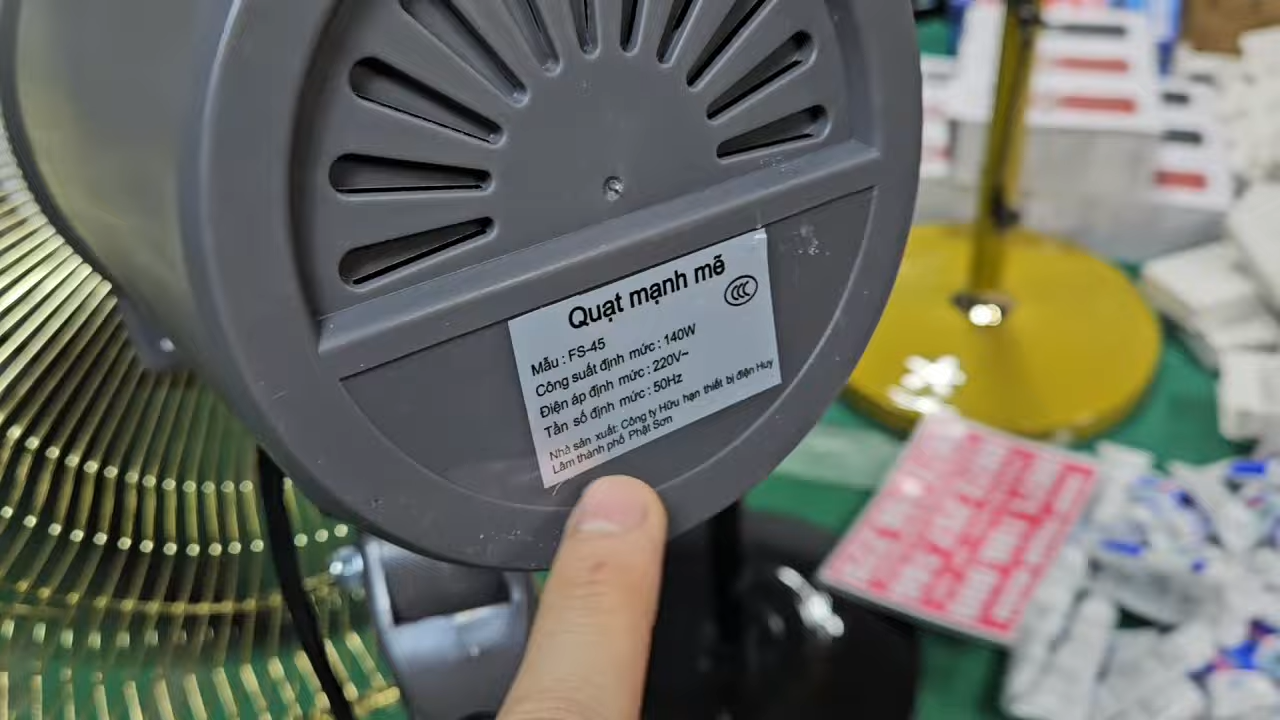 Quạt mạnh mẽ
CCC
Mẫu : FS-45
Công suất định mức : 140W
Điện áp định mức : 220V~
Tần số định mức : 50Hz
Nhà sản xuất: Công ty Hữu hạn thiết bị điện Huy
Lâm thành phố Phật Sơn